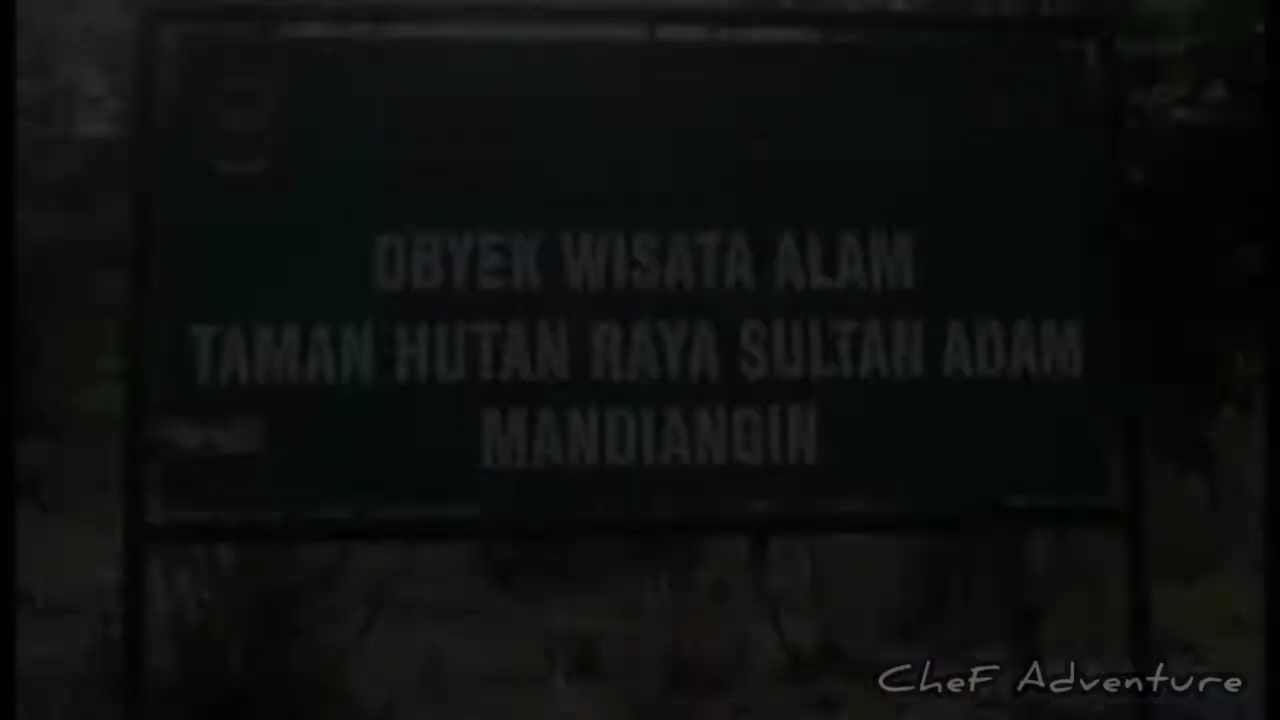 OBYEK WISATA ALAM
TAMAN HUTAN RAYA SULTAN ADAM
MANDIANGIN
CheF Adventure